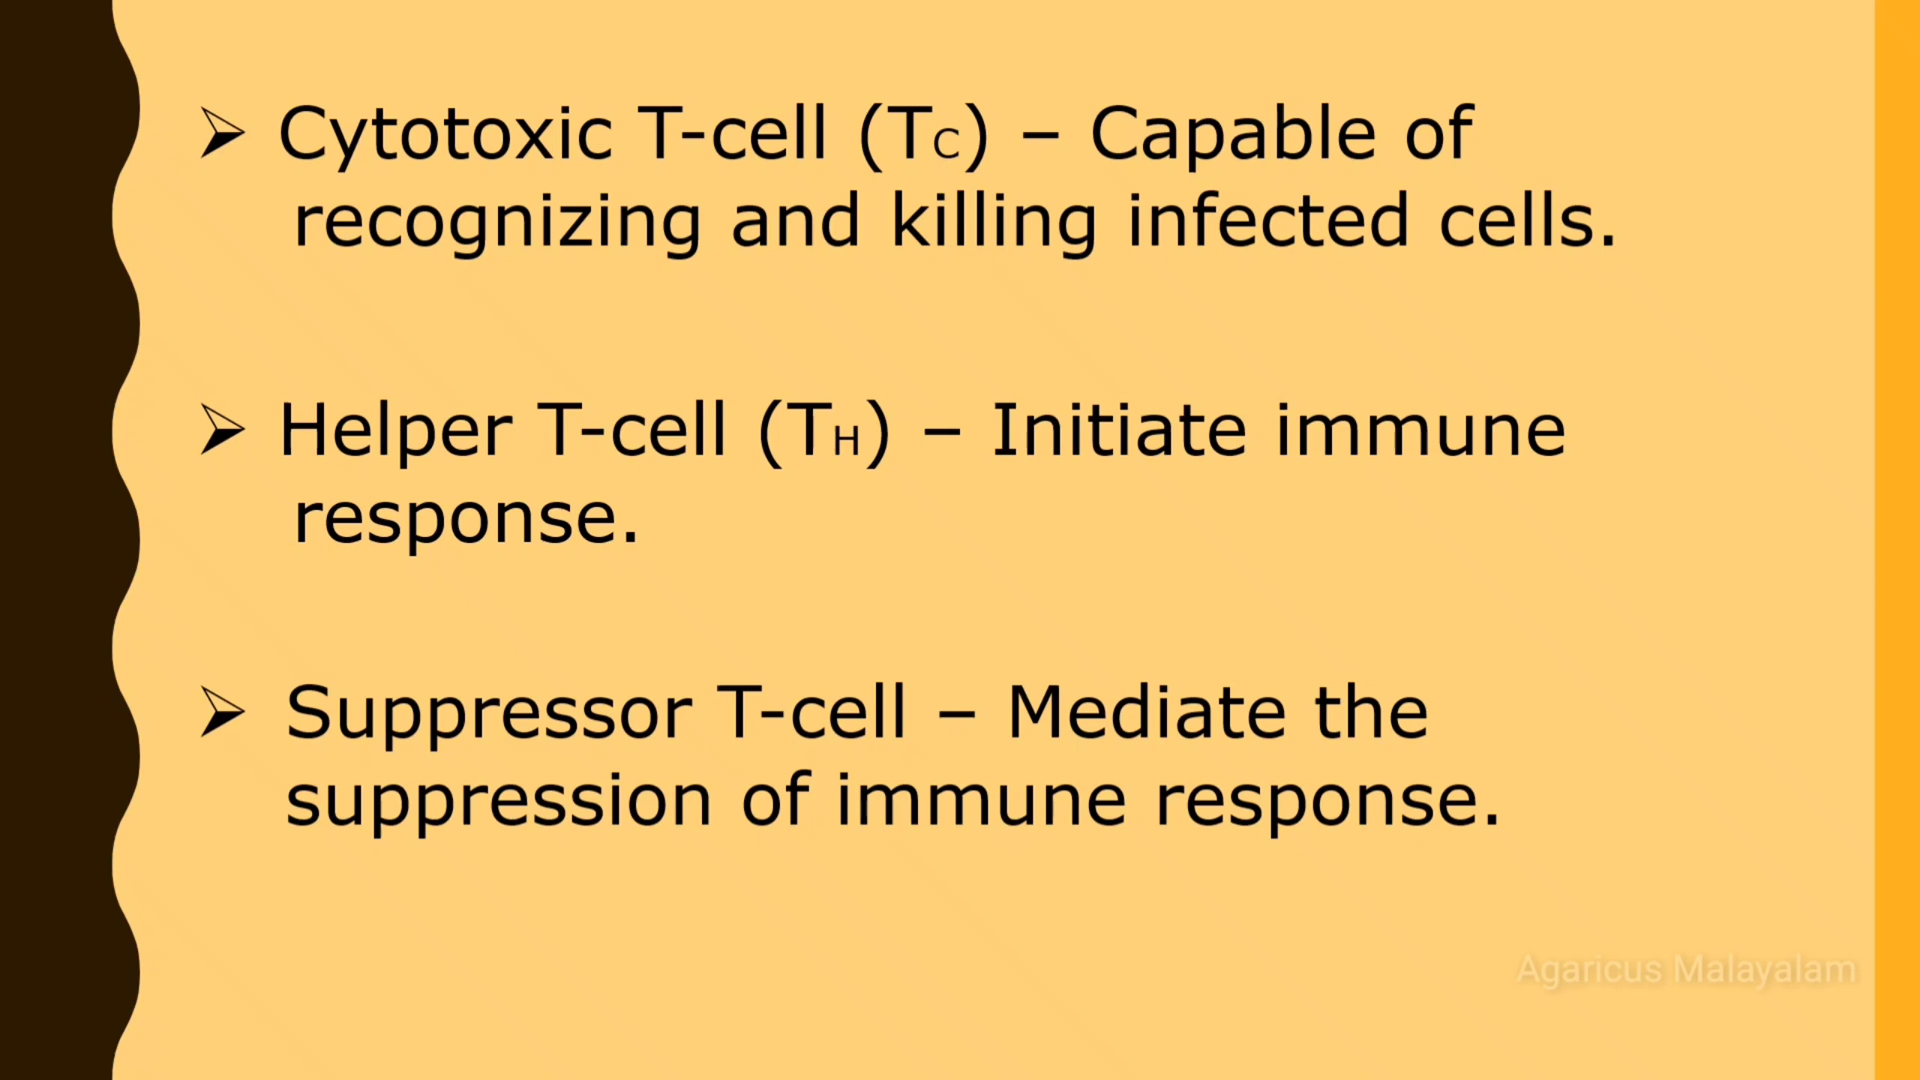 ➢ Cytotoxic T-cell (Tc) – Capable of
recognizing and killing infected cells.
➢ Helper T-cell (TH) – Initiate immune
response.
➢ Suppressor T-cell – Mediate the
suppression of immune response.
Agaricus Malayalam